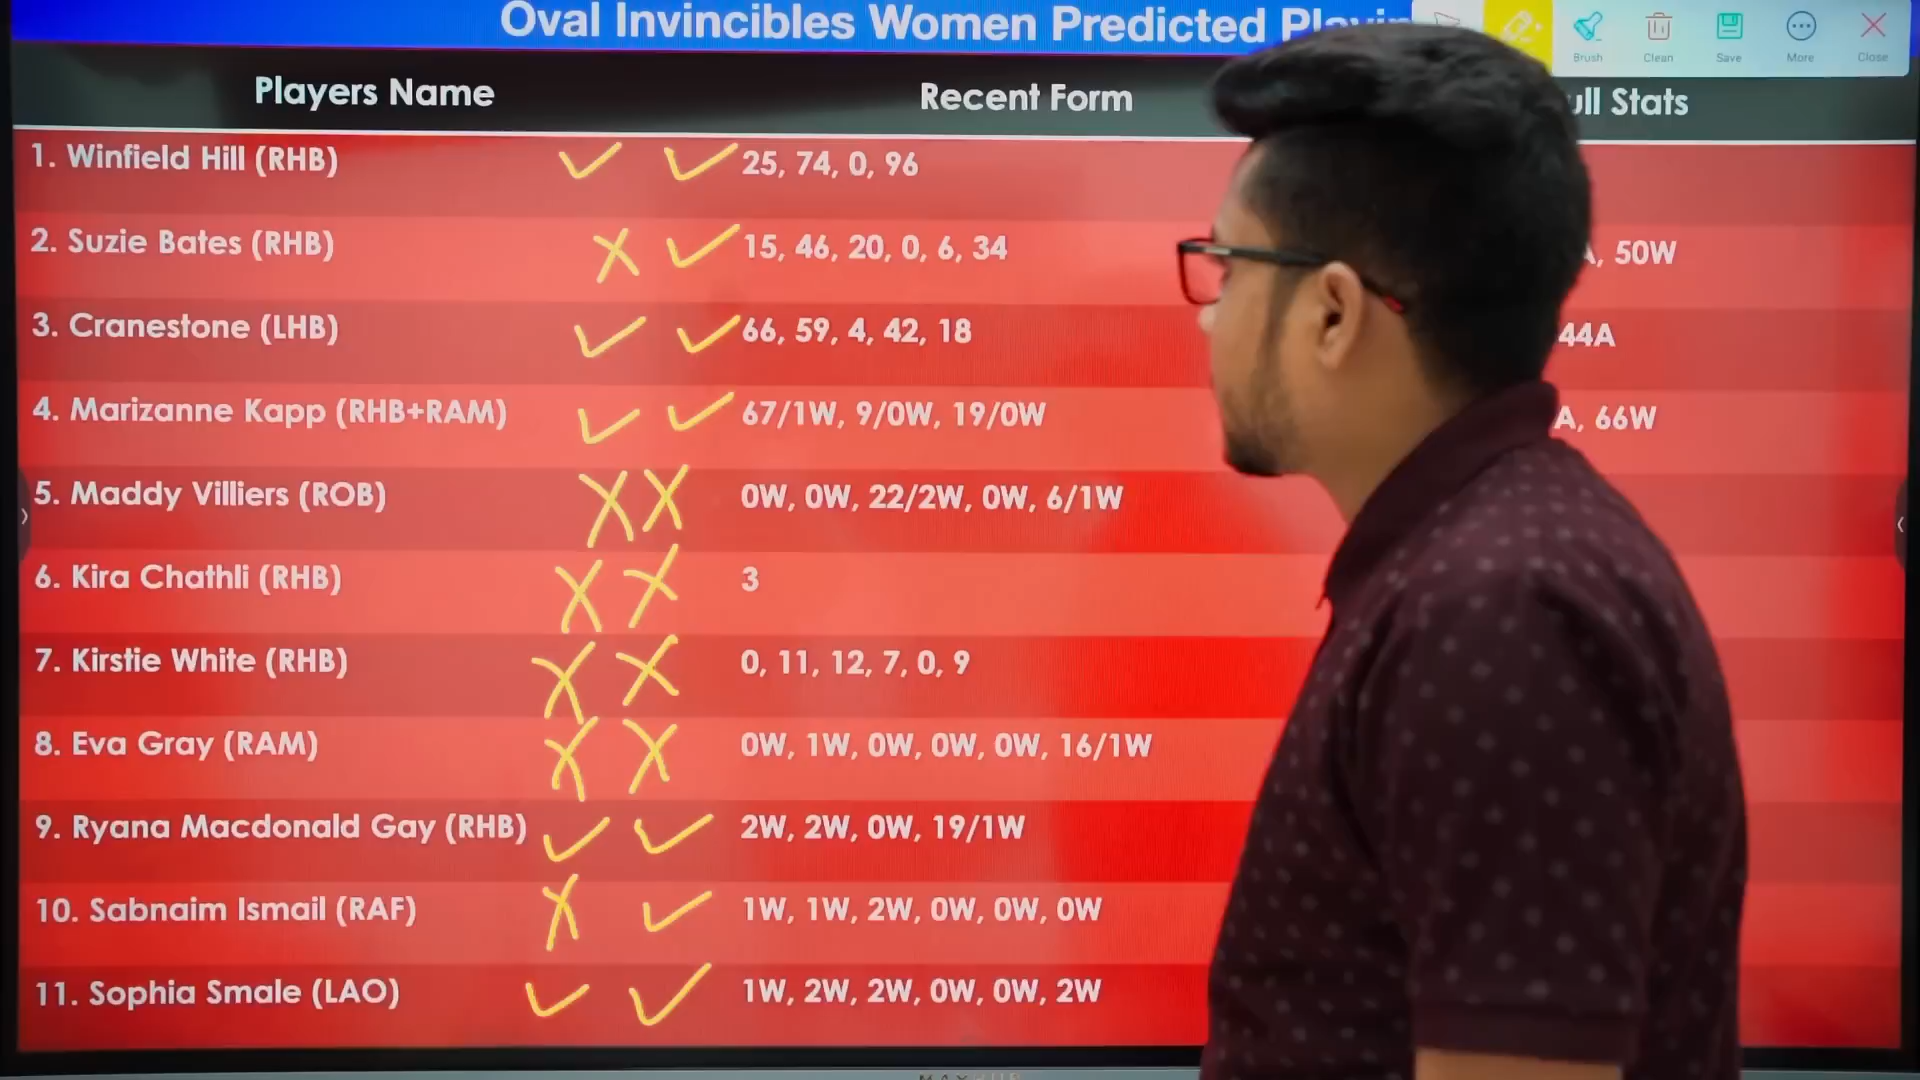 Oval Invincibles Women Predicted
Brush Clean Save More Close
Players Name Recent Form ull Stats
1. Winfield Hill (RHB) 25, 74, 0, 96
2. Suzie Bates (RHB) 15, 46, 20, 0, 6, 34 A, 50W
3. Cranestone (LHB) 66, 59, 4, 42, 18 44A
4. Marizanne Kapp (RHB+RAM) 67/1W, 9/0W, 19/0W A, 66W
5. Maddy Villiers (ROB) 0W, 0W, 22/2W, 0W, 6/1W
6. Kira Chathli (RHB) 3
7. Kirstie White (RHB) 0, 11, 12, 7, 0, 9
8. Eva Gray (RAM) 0W, 1W, 0W, 0W, 0W, 16/1W
9. Ryana Macdonald Gay (RHB) 2W, 2W, 0W, 19/1W
10. Sabnaim Ismail (RAF) 1W, 1W, 2W, 0W, 0W, 0W
11. Sophia Smale (LAO) 1W, 2W, 2W, 0W, 0W, 2W